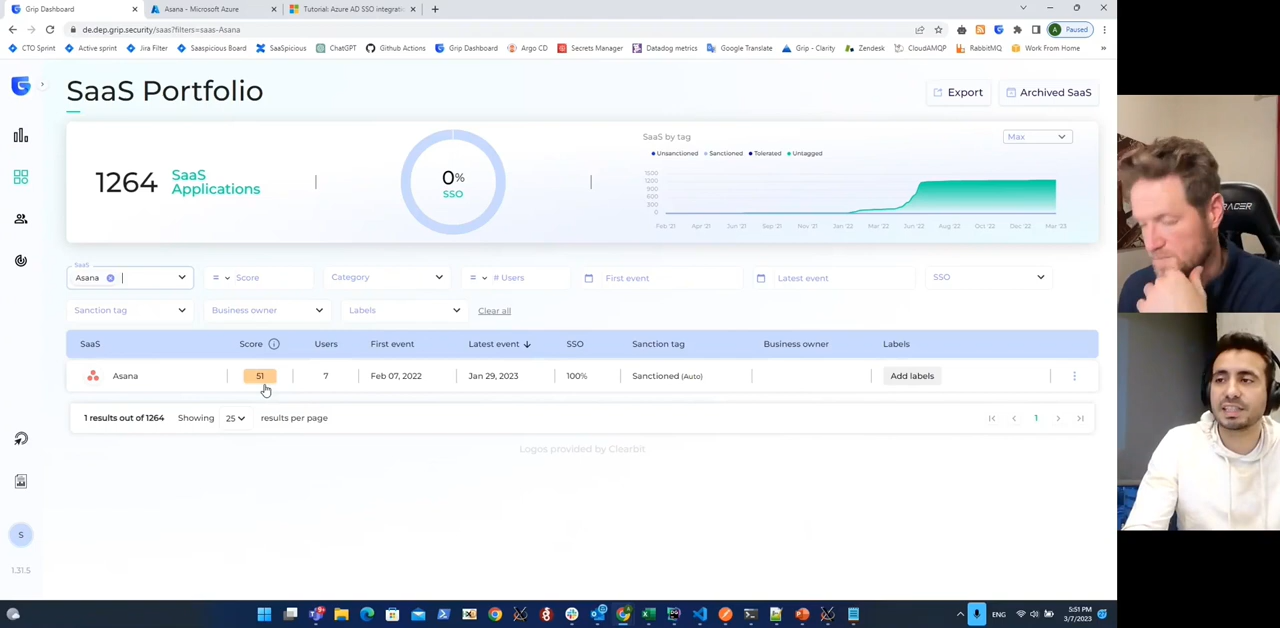 Grip Dashboard
Asana - Microsoft Azure
Tutorial: Azure AD SSO integrati
de.dep.grip.security/saas?filters=saas-Asana
A Paused
CTO Sprint Active sprint Jira Filter Saaspicious Board SaaSpicious ChatGPT Github Actions Grip Dashboard Argo CD Secrets Manager Datadog metrics Google Translate Grip - Clarity Zendesk CloudAMQP RabbitMQ Work From Home
SaaS Portfolio
Export
Archived SaaS
1264 SaaS Applications
0%
SSO
SaaS by tag
Max
Unsanctioned Sanctioned Tolerated Untagged
1500
1200
900
600
300
0
Feb '21 Apr '21 Jun '21 Sep '21 Nov '21 Jan '22 Mar '22 Jun '22 Aug '22 Oct '22 Dec '22 Mar '23
SaaS
Asana
= Score
Category
= # Users
First event
Latest event
SSO
Sanction tag
Business owner
Labels
Clear all
SaaS Score Users First event Latest event SSO Sanction tag Business owner Labels
Asana 51 7 Feb 07, 2022 Jan 29, 2023 100% Sanctioned (Auto) Add labels
1 results out of 1264 Showing 25 results per page
1
Logos provided by Clearbit
S
1.31.5
ENG
5:51 PM
3/7/2023